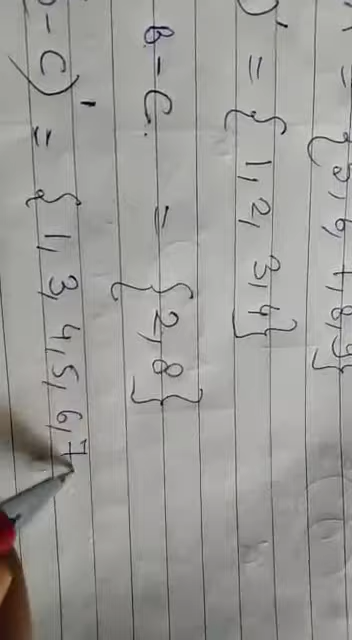 = {5, 6, 7, 8, 9}
)' = {1, 2, 3, 4}
B - C = {2, 8}
- C)' = {1, 3, 4, 5, 6, 7